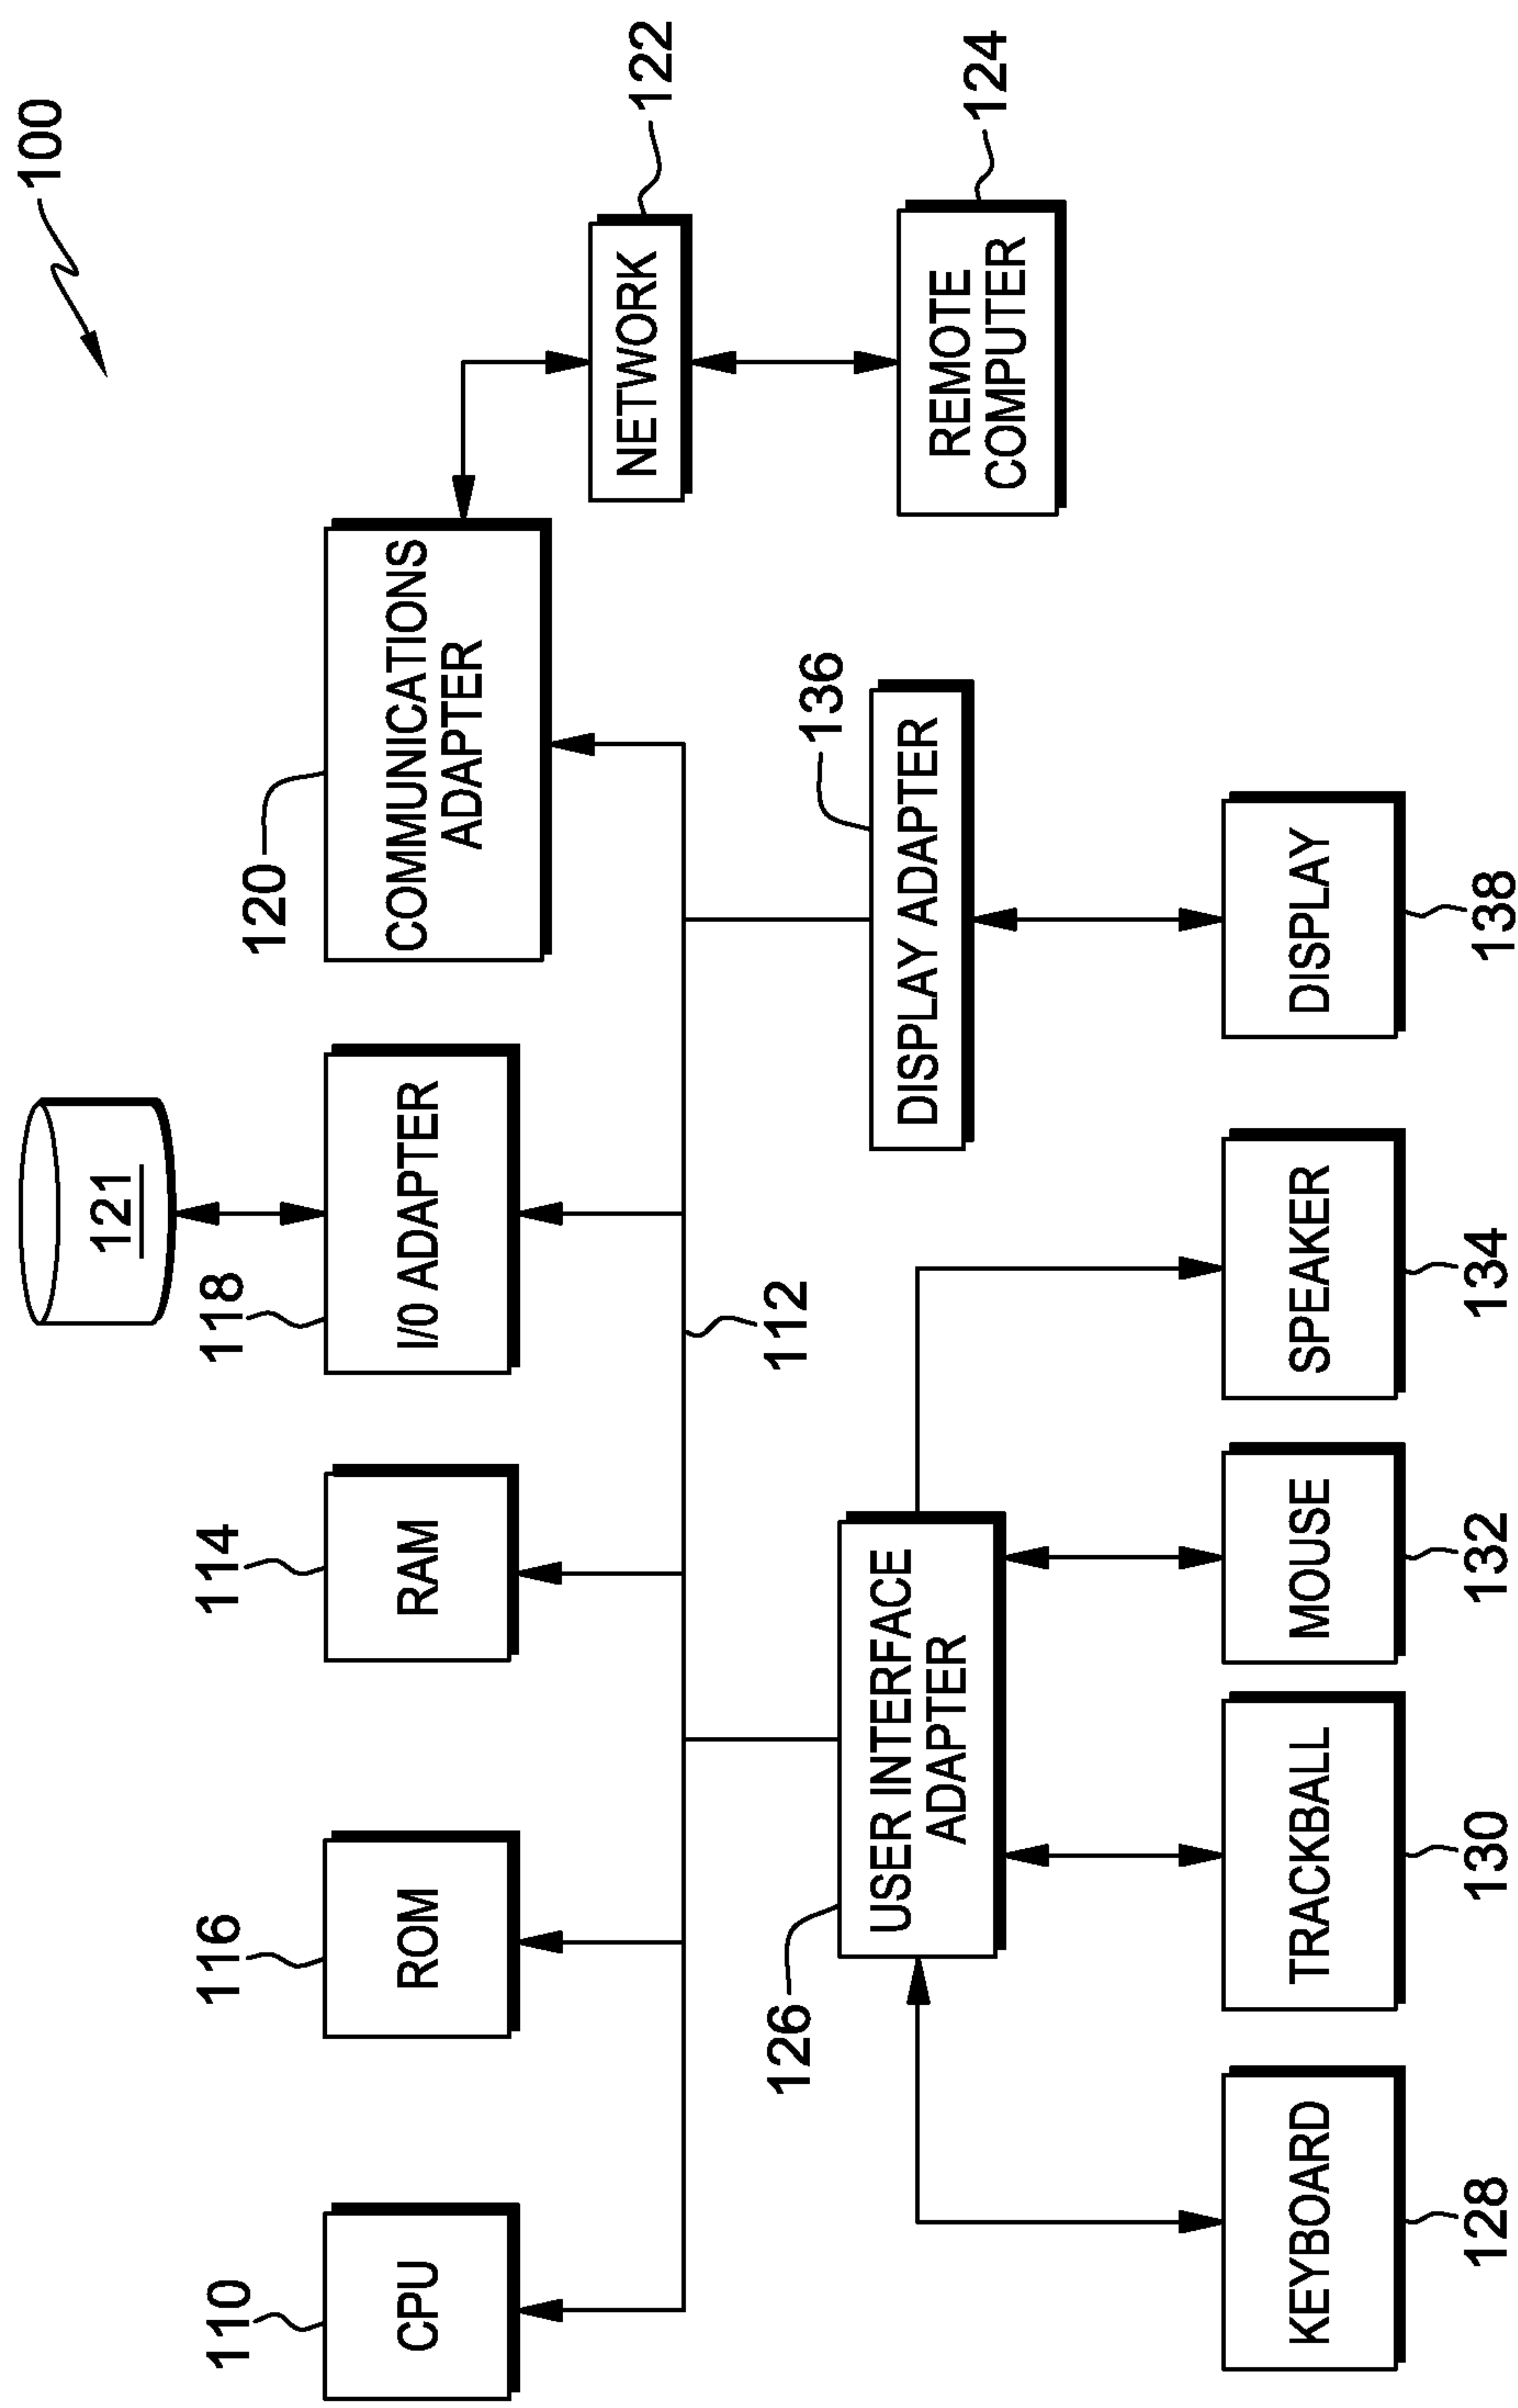 100
121
110
116
114
118
120
CPU
ROM
RAM
I/0 ADAPTER
COMMUNICATIONS
ADAPTER
NETWORK
122
112
126
USER INTERFACE
ADAPTER
136
DISPLAY ADAPTER
REMOTE
COMPUTER
124
KEYBOARD
TRACKBALL
MOUSE
SPEAKER
DISPLAY
128
130
132
134
138